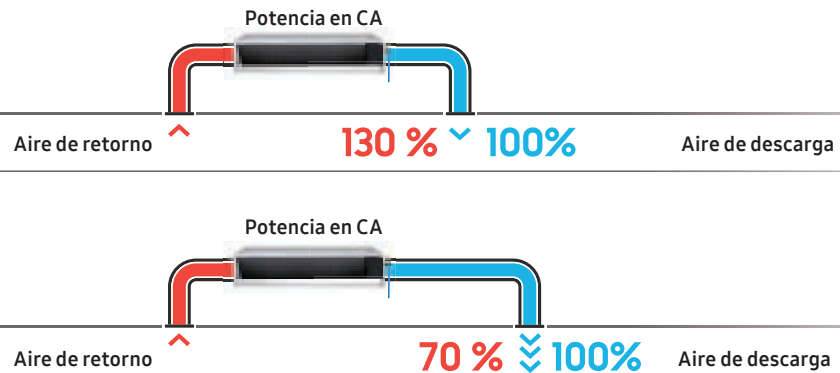 Potencia en CA
Aire de retorno 130 % 100% Aire de descarga
Potencia en CA
Aire de retorno 70 % 100% Aire de descarga